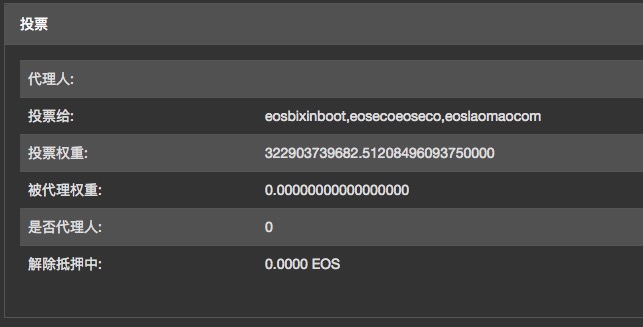 投票
代理人:
投票给: eosbixinboot,eosecoeoseco,eoslaomaocom
投票权重: 322903739682.51208496093750000
被代理权重: 0.00000000000000000
是否代理人: 0
解除抵押中: 0.0000 EOS